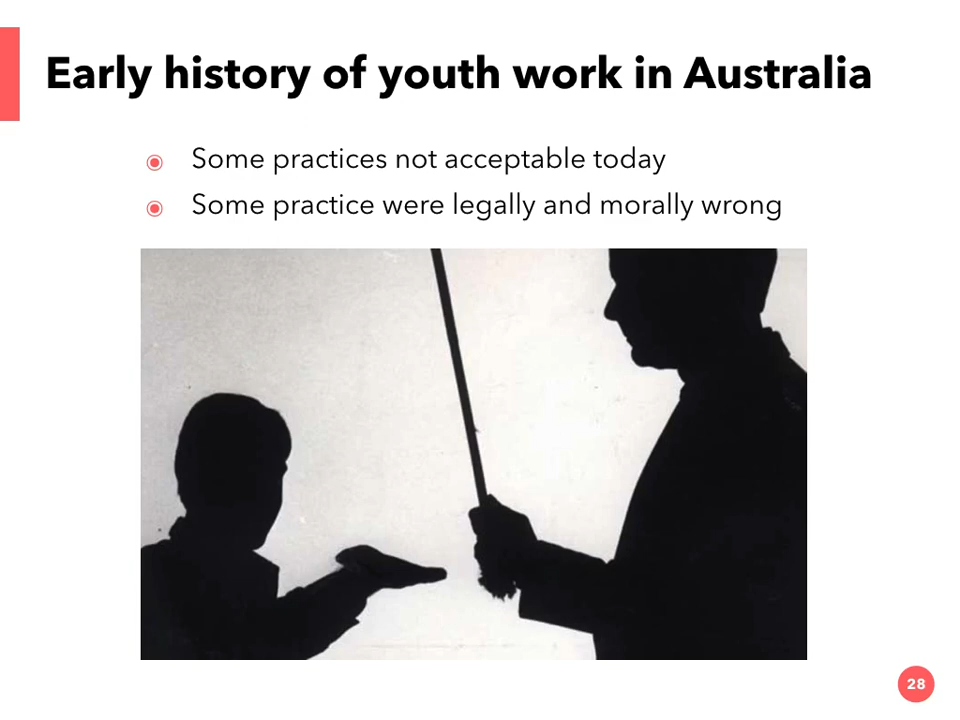 Early history of youth work in Australia
Some practices not acceptable today
Some practice were legally and morally wrong
28